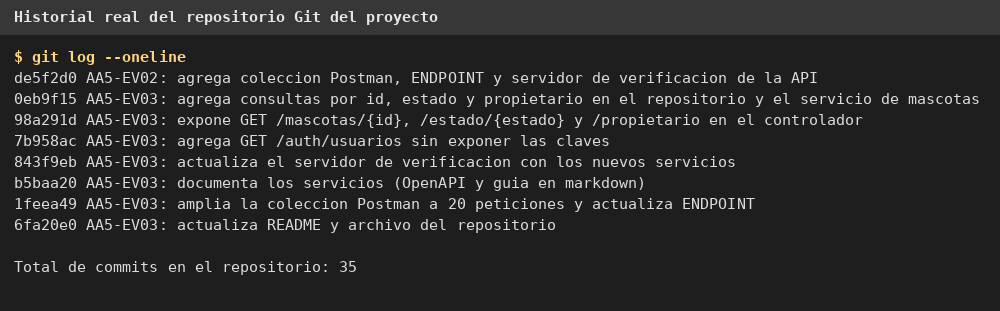 Historial real del repositorio Git del proyecto
$ git log --oneline
de5f2d0 AA5-EV02: agrega coleccion Postman, ENDPOINT y servidor de verificacion de la API
0eb9f15 AA5-EV03: agrega consultas por id, estado y propietario en el repositorio y el servicio de mascotas
98a291d AA5-EV03: expone GET /mascotas/{id}, /estado/{estado} y /propietario en el controlador
7b958ac AA5-EV03: agrega GET /auth/usuarios sin exponer las claves
843f9eb AA5-EV03: actualiza el servidor de verificacion con los nuevos servicios
b5baa20 AA5-EV03: documenta los servicios (OpenAPI y guia en markdown)
1feea49 AA5-EV03: amplia la coleccion Postman a 20 peticiones y actualiza ENDPOINT
6fa20e0 AA5-EV03: actualiza README y archivo del repositorio
Total de commits en el repositorio: 35